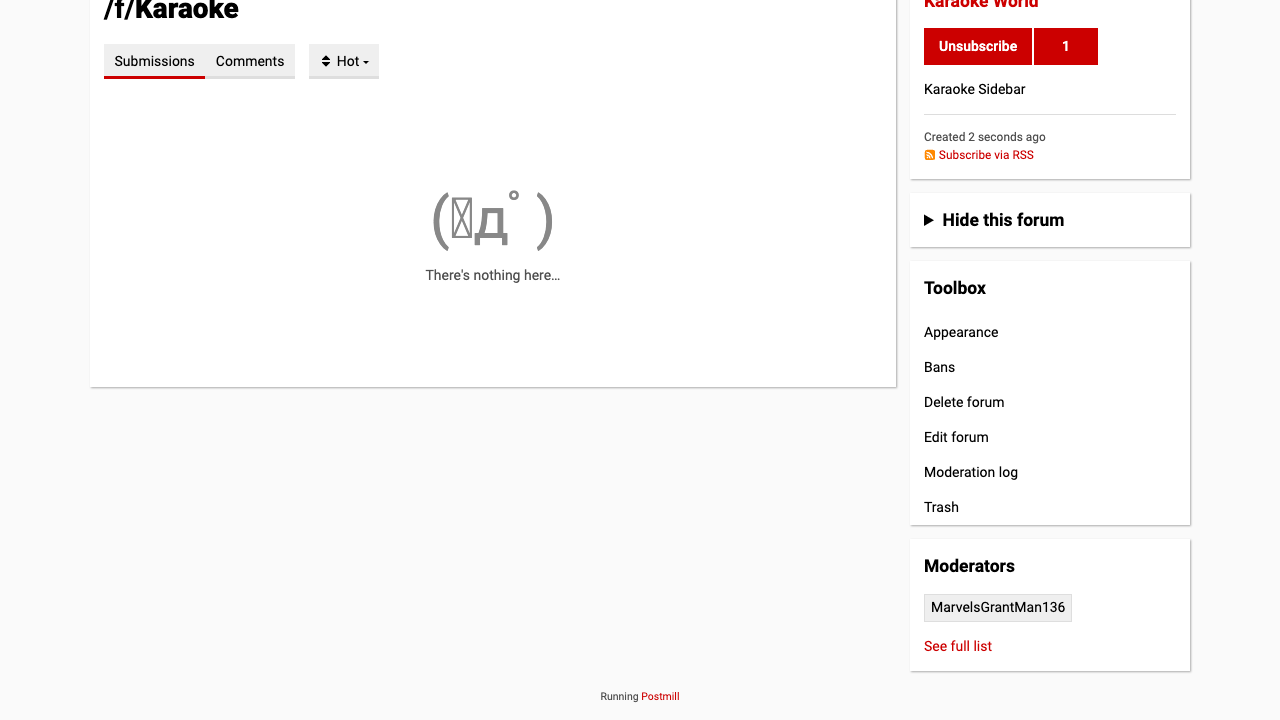 /f/Karaoke
Submissions
Comments
Hot
(д゚)
There's nothing here…
Karaoke World
Unsubscribe
1
Karaoke Sidebar
Created 2 seconds ago
Subscribe via RSS
Hide this forum
Toolbox
Appearance
Bans
Delete forum
Edit forum
Moderation log
Trash
Moderators
MarvelsGrantMan136
See full list
Running Postmill